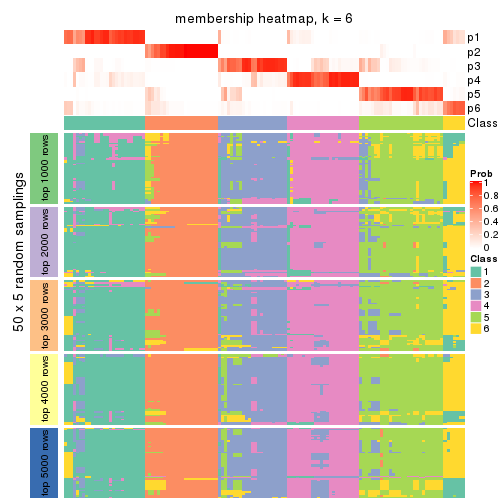 membership heatmap, k = 6
p1
p2
p3
p4
p5
p6
Class
50 x 5 random samplings
top 1000 rows
top 2000 rows
top 3000 rows
top 4000 rows
top 5000 rows
Prob
1
0.8
0.6
0.4
0.2
0
Class
1
2
3
4
5
6